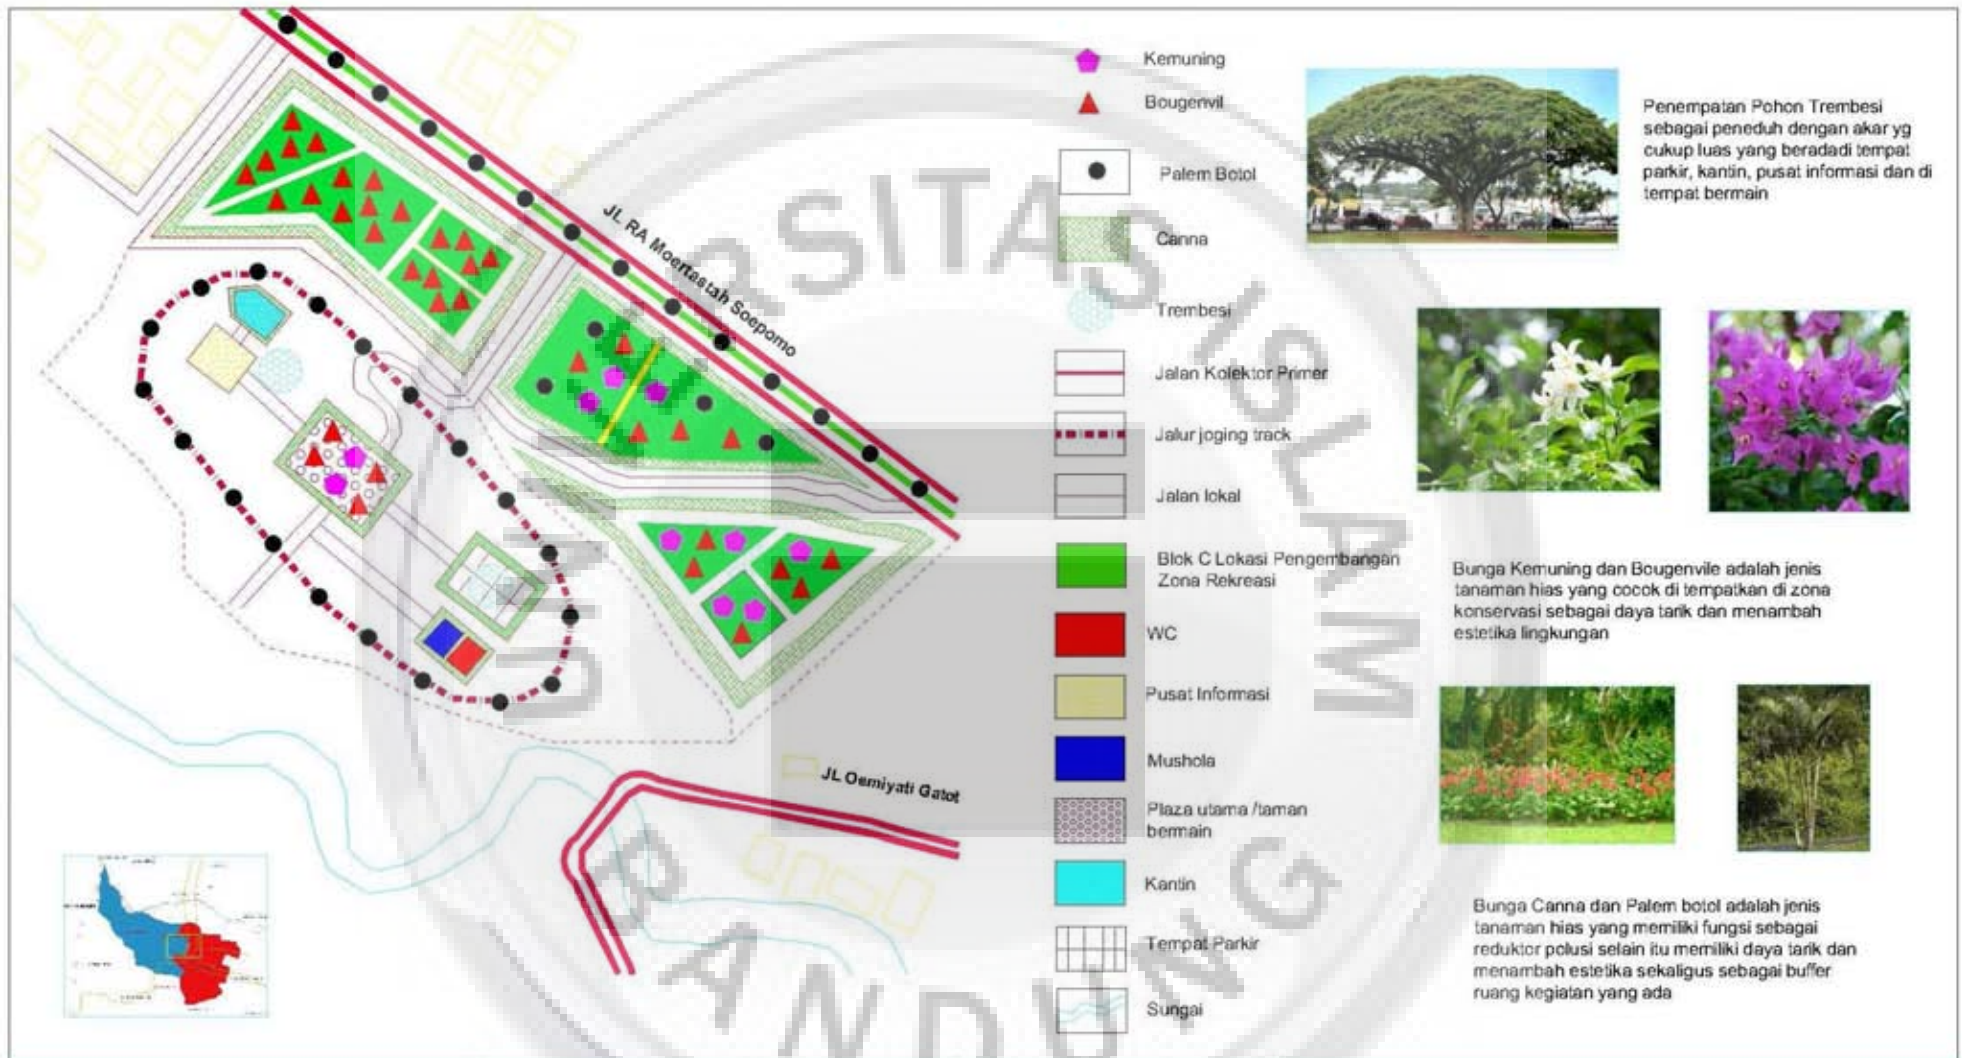 JL RA Moertastah Soepomo
JL Oemiyati Gatot
Kemuning
Bougenvil
Palem Botol
Canna
Trembesi
Jalan Kolektor Primer
Jalur joging track
Jalan lokal
Blok C Lokasi Pengembangan
Zona Rekreasi
WC
Pusat Informasi
Mushola
Plaza utama /taman
bermain
Kantin
Tempat Parkir
Sungai
Penempatan Pohon Trembesi
sebagai peneduh dengan akar yg
cukup luas yang beradadi tempat
parkir, kantin, pusat informasi dan di
tempat bermain
Bunga Kemuning dan Bougenvile adalah jenis
tanaman hias yang cocok di tempatkan di zona
konservasi sebagai daya tarik dan menambah
estetika lingkungan
Bunga Canna dan Palem botol adalah jenis
tanaman hias yang memiliki fungsi sebagai
reduktor polusi selain itu memiliki daya tarik dan
menambah estetika sekaligus sebagai buffer
ruang kegiatan yang ada
SITAS ISLAM
BANDUNG